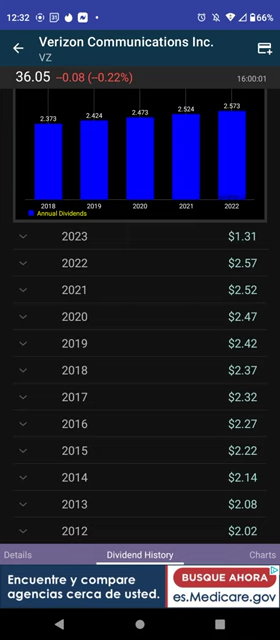 12:32
31
66%
Verizon Communications Inc.
VZ
36.05 −0.08 (−0.22%) 16:00:01
2.373 2.424 2.473 2.524 2.573
2018 2019 2020 2021 2022
Annual Dividends
2023 $1.31
2022 $2.57
2021 $2.52
2020 $2.47
2019 $2.42
2018 $2.37
2017 $2.32
2016 $2.27
2015 $2.22
2014 $2.14
2013 $2.08
2012 $2.02
Details Dividend History Charts
Encuentre y compare
agencias cerca de usted.
BUSQUE AHORA
es.Medicare.gov